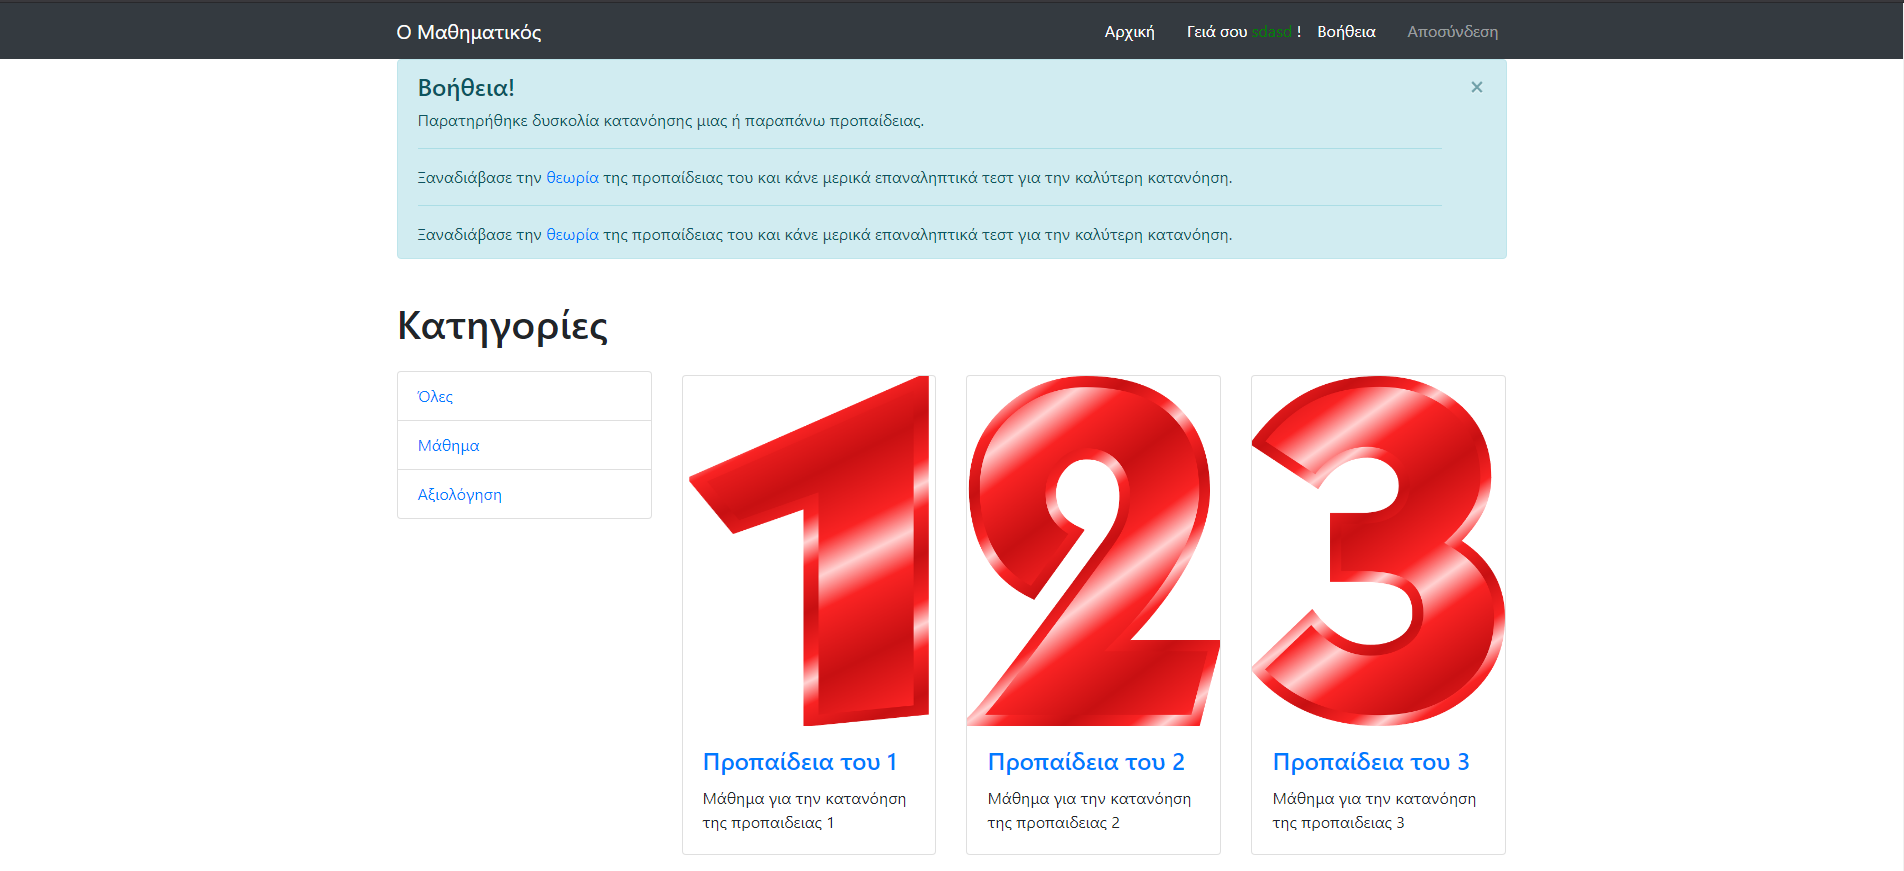 Ο Μαθηματικός
Αρχική Γειά σου sdasd ! Βοήθεια Αποσύνδεση
Βοήθεια!
×
Παρατηρήθηκε δυσκολία κατανόησης μιας ή παραπάνω προπαίδειας.
Ξαναδιάβασε την θεωρία της προπαίδειας του και κάνε μερικά επαναληπτικά τεστ για την καλύτερη κατανόηση.
Ξαναδιάβασε την θεωρία της προπαίδειας του και κάνε μερικά επαναληπτικά τεστ για την καλύτερη κατανόηση.
Κατηγορίες
Όλες
Μάθημα
Αξιολόγηση
1
Προπαίδεια του 1
Μάθημα για την κατανόηση
της προπαιδειας 1
2
Προπαίδεια του 2
Μάθημα για την κατανόηση
της προπαιδειας 2
3
Προπαίδεια του 3
Μάθημα για την κατανόηση
της προπαιδειας 3